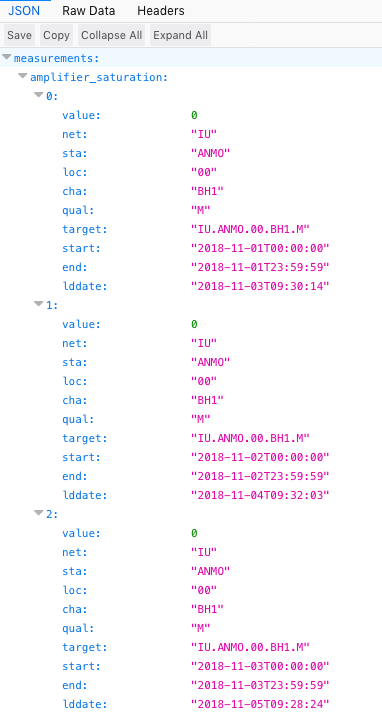 JSON Raw Data Headers
Save Copy Collapse All Expand All
measurements:
amplifier_saturation:
0:
value: 0
net: "IU"
sta: "ANMO"
loc: "00"
cha: "BH1"
qual: "M"
target: "IU.ANMO.00.BH1.M"
start: "2018-11-01T00:00:00"
end: "2018-11-01T23:59:59"
lddate: "2018-11-03T09:30:14"
1:
value: 0
net: "IU"
sta: "ANMO"
loc: "00"
cha: "BH1"
qual: "M"
target: "IU.ANMO.00.BH1.M"
start: "2018-11-02T00:00:00"
end: "2018-11-02T23:59:59"
lddate: "2018-11-04T09:32:03"
2:
value: 0
net: "IU"
sta: "ANMO"
loc: "00"
cha: "BH1"
qual: "M"
target: "IU.ANMO.00.BH1.M"
start: "2018-11-03T00:00:00"
end: "2018-11-03T23:59:59"
lddate: "2018-11-05T09:28:24"